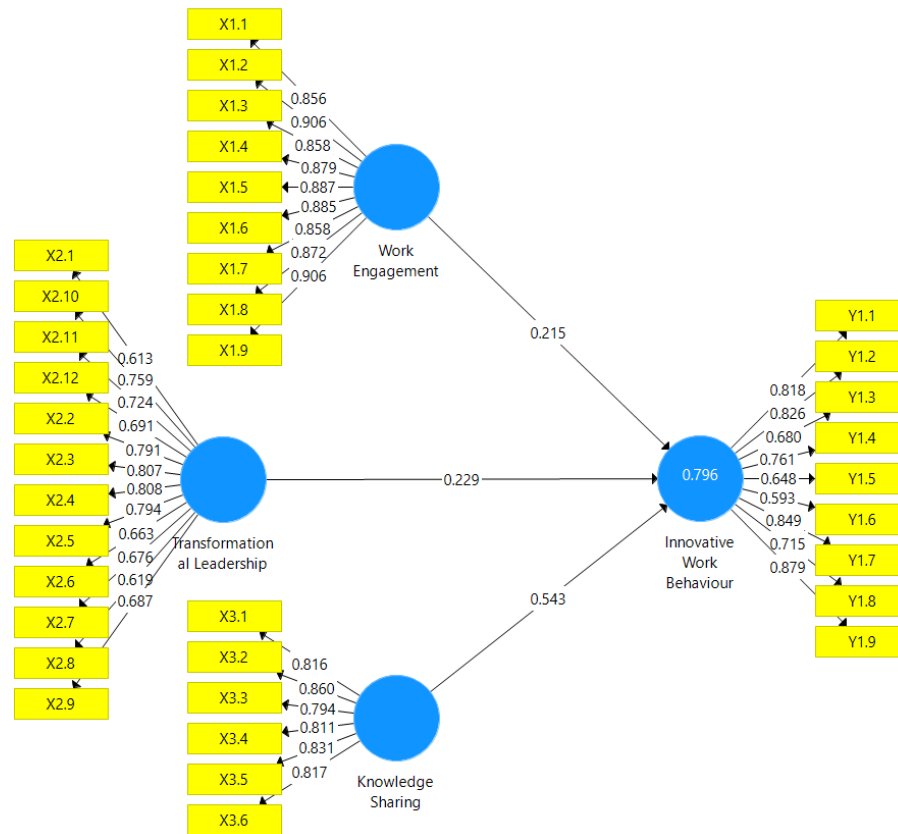 X1.1
X1.2
X1.3
X1.4
X1.5
X1.6
X1.7
X1.8
X1.9
0.856
0.906
0.858
0.879
0.887
0.885
0.858
0.872
0.906
Work
Engagement
0.215
X2.1
X2.10
X2.11
X2.12
X2.2
X2.3
X2.4
X2.5
X2.6
X2.7
X2.8
X2.9
0.613
0.759
0.724
0.691
0.791
0.807
0.808
0.794
0.663
0.676
0.619
0.687
Transformation
al Leadership
0.229
X3.1
X3.2
X3.3
X3.4
X3.5
X3.6
0.816
0.860
0.794
0.811
0.831
0.817
Knowledge
Sharing
0.543
0.796
Innovative
Work
Behaviour
0.818
0.826
0.680
0.761
0.648
0.593
0.849
0.715
0.879
Y1.1
Y1.2
Y1.3
Y1.4
Y1.5
Y1.6
Y1.7
Y1.8
Y1.9